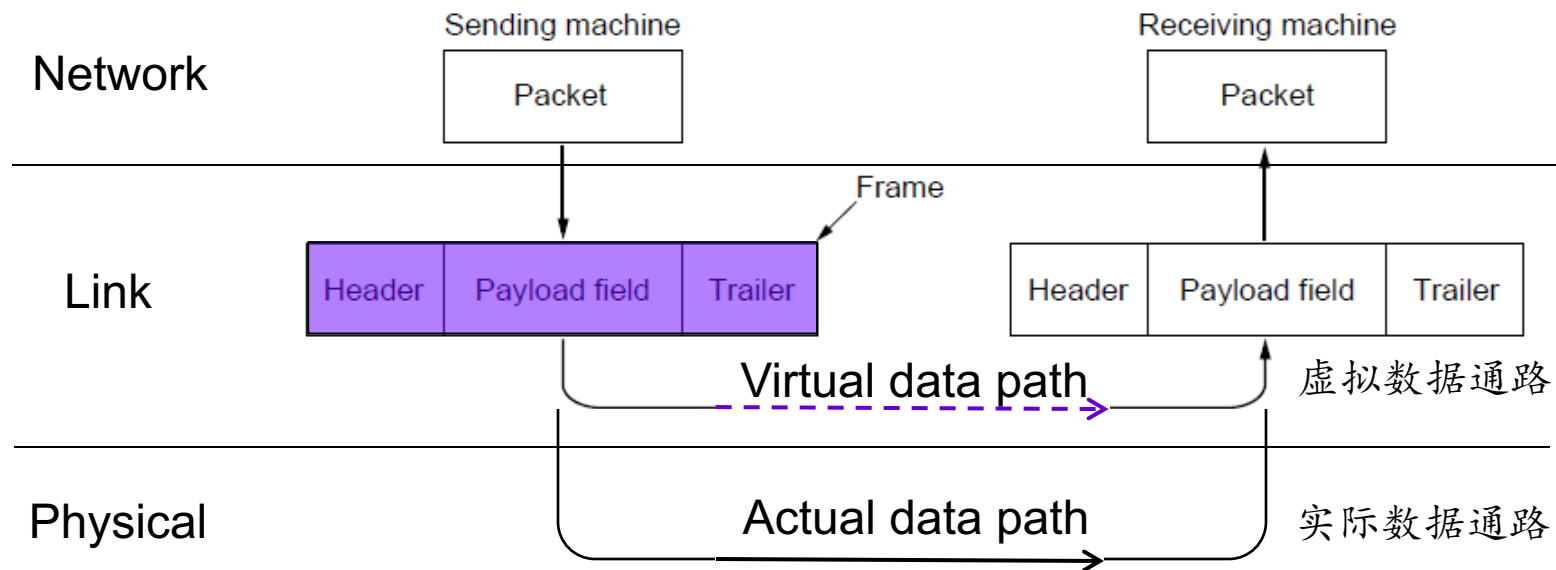 Sending machine
Receiving machine
Network
Packet
Packet
Frame
Link
Header
Payload field
Trailer
Header
Payload field
Trailer
Virtual data path
虚拟数据通路
Physical
Actual data path
实际数据通路